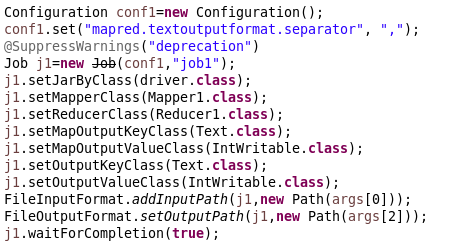 Configuration conf1=new Configuration();
conf1.set("mapred.textoutputformat.separator", ",");
@SuppressWarnings("deprecation")
Job j1=new Job(conf1,"job1");
j1.setJarByClass(driver.class);
j1.setMapperClass(Mapper1.class);
j1.setReducerClass(Reducer1.class);
j1.setMapOutputKeyClass(Text.class);
j1.setMapOutputValueClass(IntWritable.class);
j1.setOutputKeyClass(Text.class);
j1.setOutputValueClass(IntWritable.class);
FileInputFormat.addInputPath(j1,new Path(args[0]));
FileOutputFormat.setOutputPath(j1,new Path(args[2]));
j1.waitForCompletion(true);